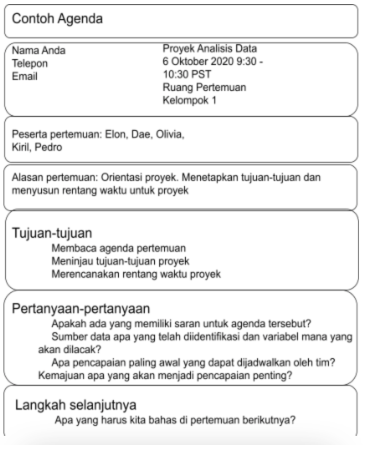 Contoh Agenda
Nama Anda
Telepon
Email
Proyek Analisis Data
6 Oktober 2020 9:30 -
10:30 PST
Ruang Pertemuan
Kelompok 1
Peserta pertemuan: Elon, Dae, Olivia,
Kiril, Pedro
Alasan pertemuan: Orientasi proyek. Menetapkan tujuan-tujuan dan
menyusun rentang waktu untuk proyek
Tujuan-tujuan
Membaca agenda pertemuan
Meninjau tujuan-tujuan proyek
Merencanakan rentang waktu proyek
Pertanyaan-pertanyaan
Apakah ada yang memiliki saran untuk agenda tersebut?
Sumber data apa yang telah diidentifikasi dan variabel mana yang
akan dilacak?
Apa pencapaian paling awal yang dapat dijadwalkan oleh tim?
Kemajuan apa yang akan menjadi pencapaian penting?
Langkah selanjutnya
Apa yang harus kita bahas di pertemuan berikutnya?